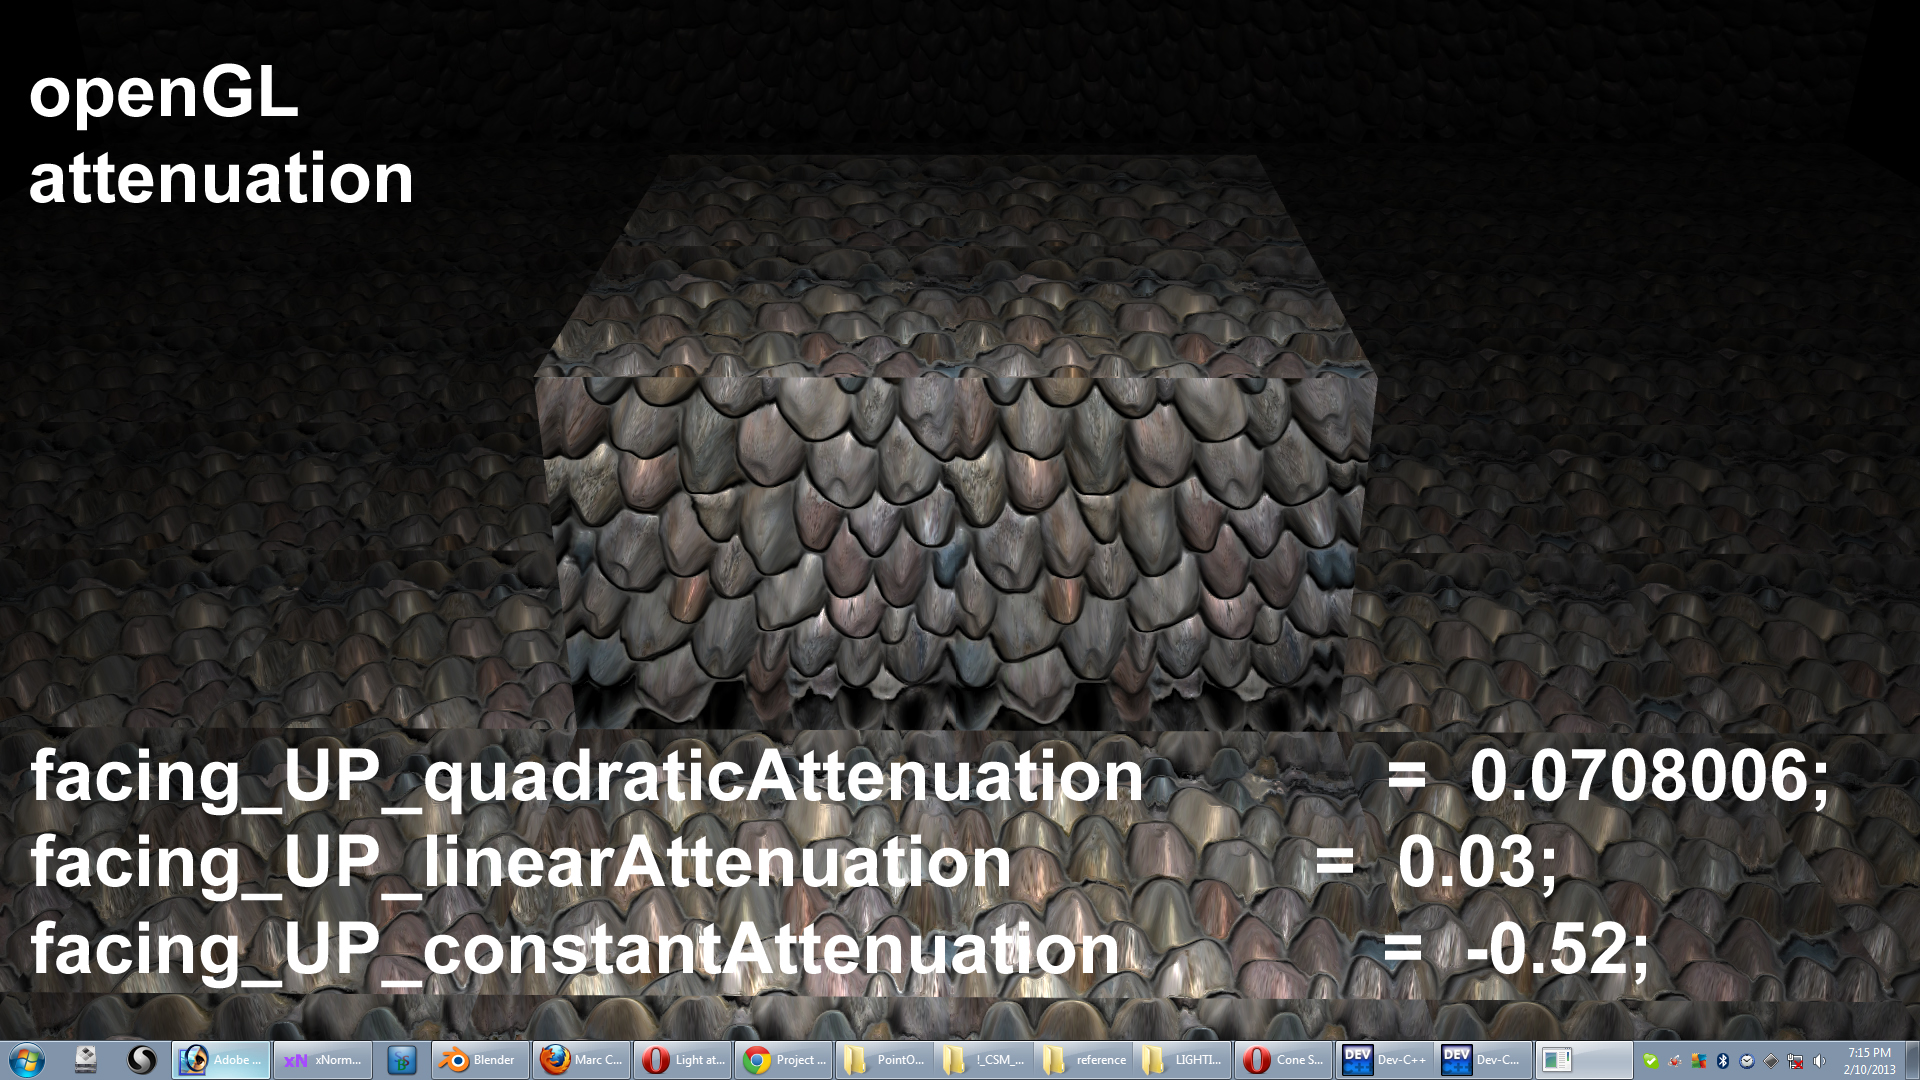 openGL
attenuation
facing_UP_quadraticAttenuation = 0.0708006;
facing_UP_linearAttenuation = 0.03;
facing_UP_constantAttenuation = -0.52;
Adobe ... xN xNorm... Blender Marc C... Light at... Project ... PointO... !_CSM_... reference LIGHTI... Cone S... DEV Dev-C++ DEV Dev-C... 7:15 PM
2/10/2013